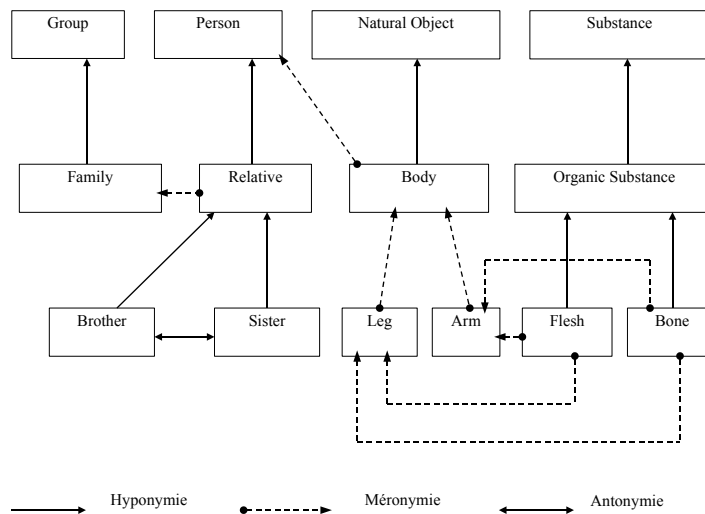 Group Person Natural Object Substance
Family Relative Body Organic Substance
Brother Sister Leg Arm Flesh Bone
Hyponymie Méronymie Antonymie